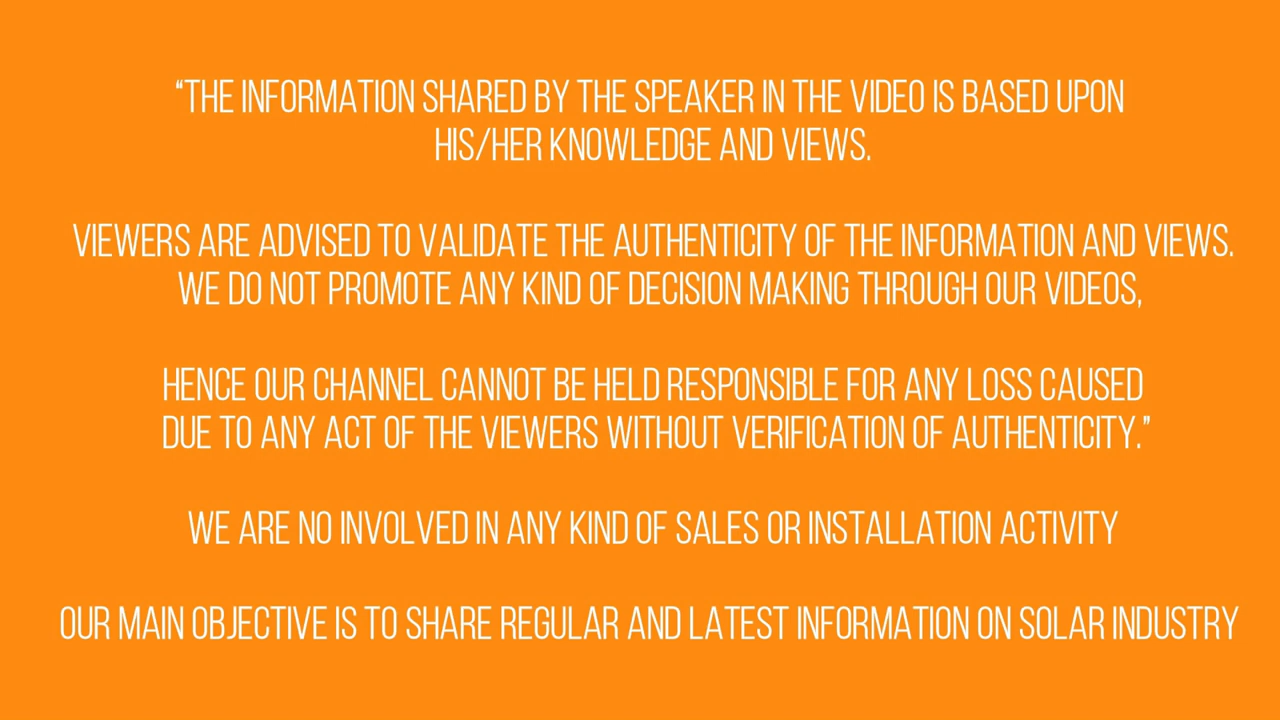 “THE INFORMATION SHARED BY THE SPEAKER IN THE VIDEO IS BASED UPON
HIS/HER KNOWLEDGE AND VIEWS.
VIEWERS ARE ADVISED TO VALIDATE THE AUTHENTICITY OF THE INFORMATION AND VIEWS.
WE DO NOT PROMOTE ANY KIND OF DECISION MAKING THROUGH OUR VIDEOS,
HENCE OUR CHANNEL CANNOT BE HELD RESPONSIBLE FOR ANY LOSS CAUSED
DUE TO ANY ACT OF THE VIEWERS WITHOUT VERIFICATION OF AUTHENTICITY.”
WE ARE NO INVOLVED IN ANY KIND OF SALES OR INSTALLATION ACTIVITY
OUR MAIN OBJECTIVE IS TO SHARE REGULAR AND LATEST INFORMATION ON SOLAR INDUSTRY